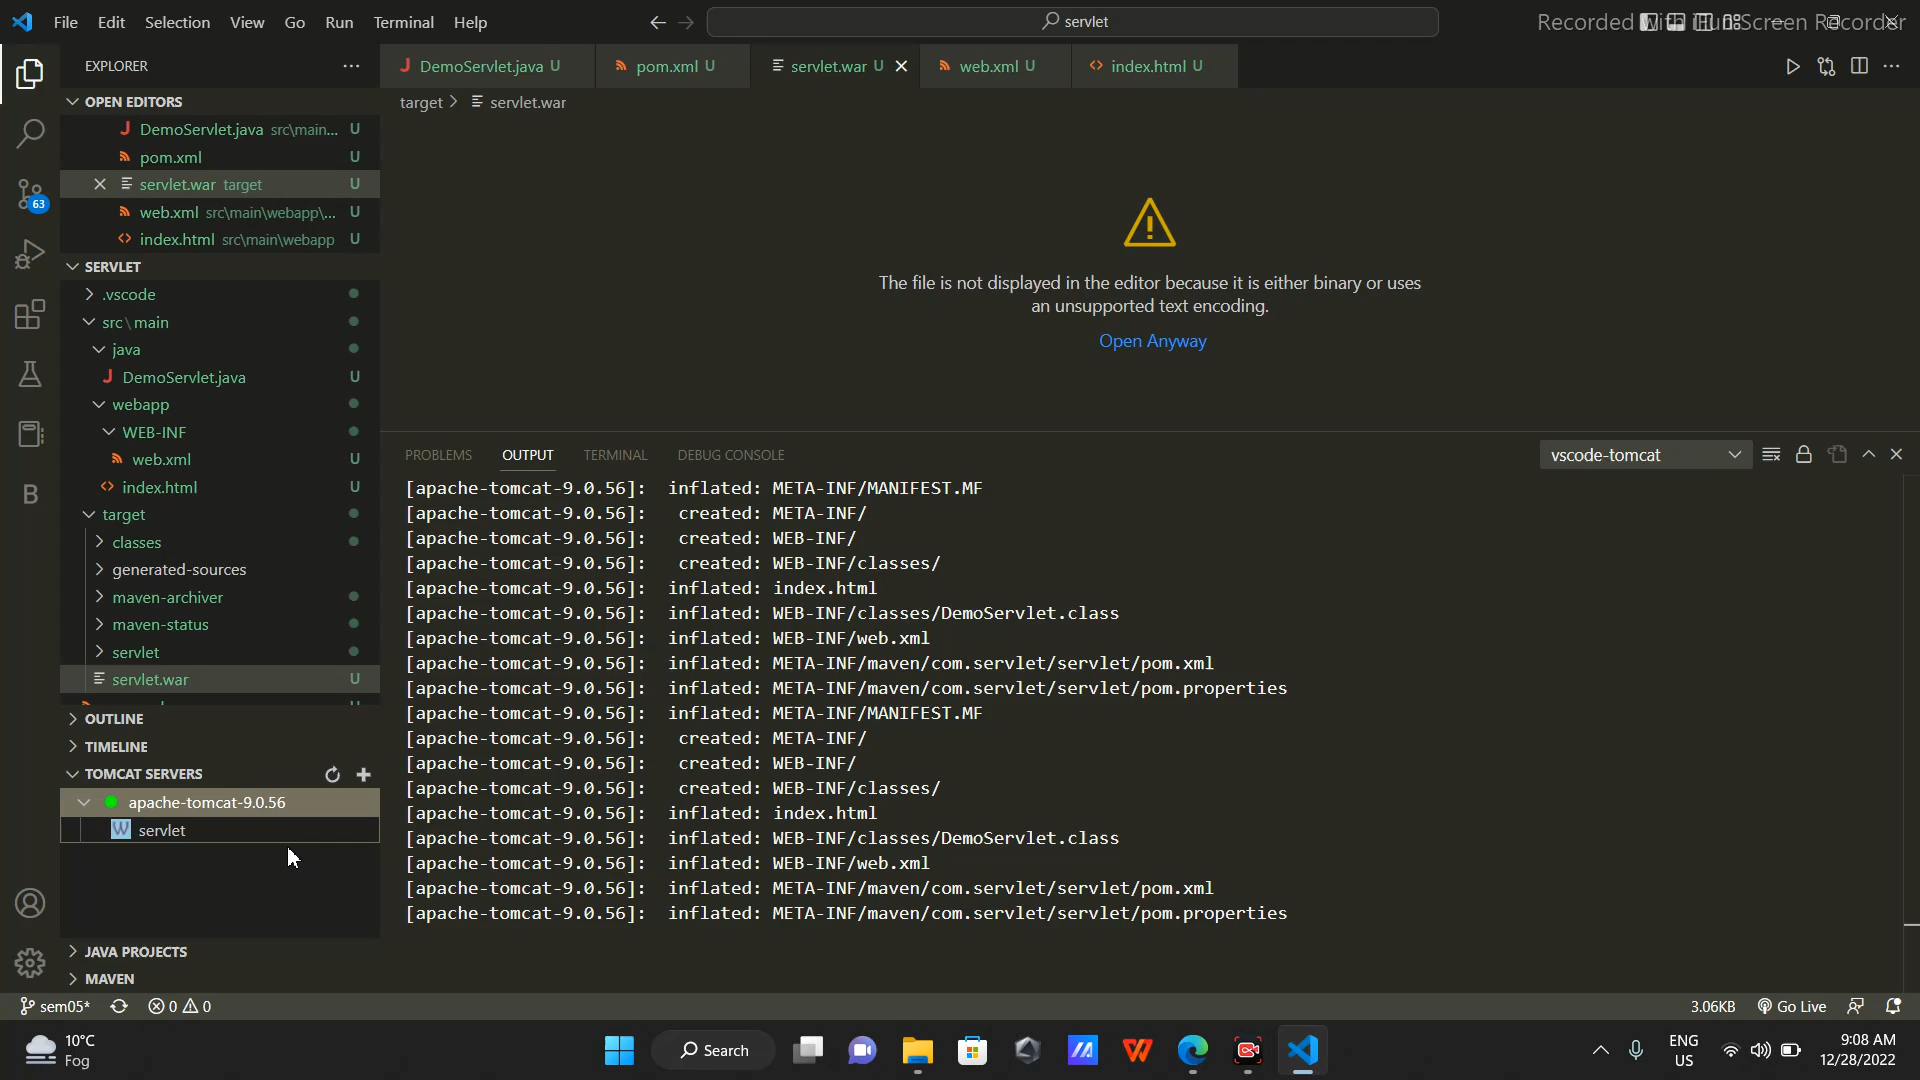 File Edit Selection View Go Run Terminal Help
servlet
Recorded with iFun Screen Recorder
EXPLORER
DemoServlet.java U
pom.xml U
servlet.war U
web.xml U
index.html U
target > servlet.war
OPEN EDITORS
DemoServlet.java src\main... U
pom.xml U
servlet.war target U
web.xml src\main\webapp\... U
index.html src\main\webapp U
SERVLET
.vscode
src\main
java
DemoServlet.java U
webapp
WEB-INF
web.xml U
index.html U
target
classes
generated-sources
maven-archiver
maven-status
servlet
servlet.war U
OUTLINE
TIMELINE
TOMCAT SERVERS
apache-tomcat-9.0.56
W servlet
JAVA PROJECTS
MAVEN
63
B
The file is not displayed in the editor because it is either binary or uses
an unsupported text encoding.
Open Anyway
PROBLEMS OUTPUT TERMINAL DEBUG CONSOLE
vscode-tomcat
[apache-tomcat-9.0.56]: inflated: META-INF/MANIFEST.MF
[apache-tomcat-9.0.56]: created: META-INF/
[apache-tomcat-9.0.56]: created: WEB-INF/
[apache-tomcat-9.0.56]: created: WEB-INF/classes/
[apache-tomcat-9.0.56]: inflated: index.html
[apache-tomcat-9.0.56]: inflated: WEB-INF/classes/DemoServlet.class
[apache-tomcat-9.0.56]: inflated: WEB-INF/web.xml
[apache-tomcat-9.0.56]: inflated: META-INF/maven/com.servlet/servlet/pom.xml
[apache-tomcat-9.0.56]: inflated: META-INF/maven/com.servlet/servlet/pom.properties
[apache-tomcat-9.0.56]: inflated: META-INF/MANIFEST.MF
[apache-tomcat-9.0.56]: created: META-INF/
[apache-tomcat-9.0.56]: created: WEB-INF/
[apache-tomcat-9.0.56]: created: WEB-INF/classes/
[apache-tomcat-9.0.56]: inflated: index.html
[apache-tomcat-9.0.56]: inflated: WEB-INF/classes/DemoServlet.class
[apache-tomcat-9.0.56]: inflated: WEB-INF/web.xml
[apache-tomcat-9.0.56]: inflated: META-INF/maven/com.servlet/servlet/pom.xml
[apache-tomcat-9.0.56]: inflated: META-INF/maven/com.servlet/servlet/pom.properties
sem05* 0 0
3.06KB Go Live
10°C
Fog
Search
ENG
US
9:08 AM
12/28/2022